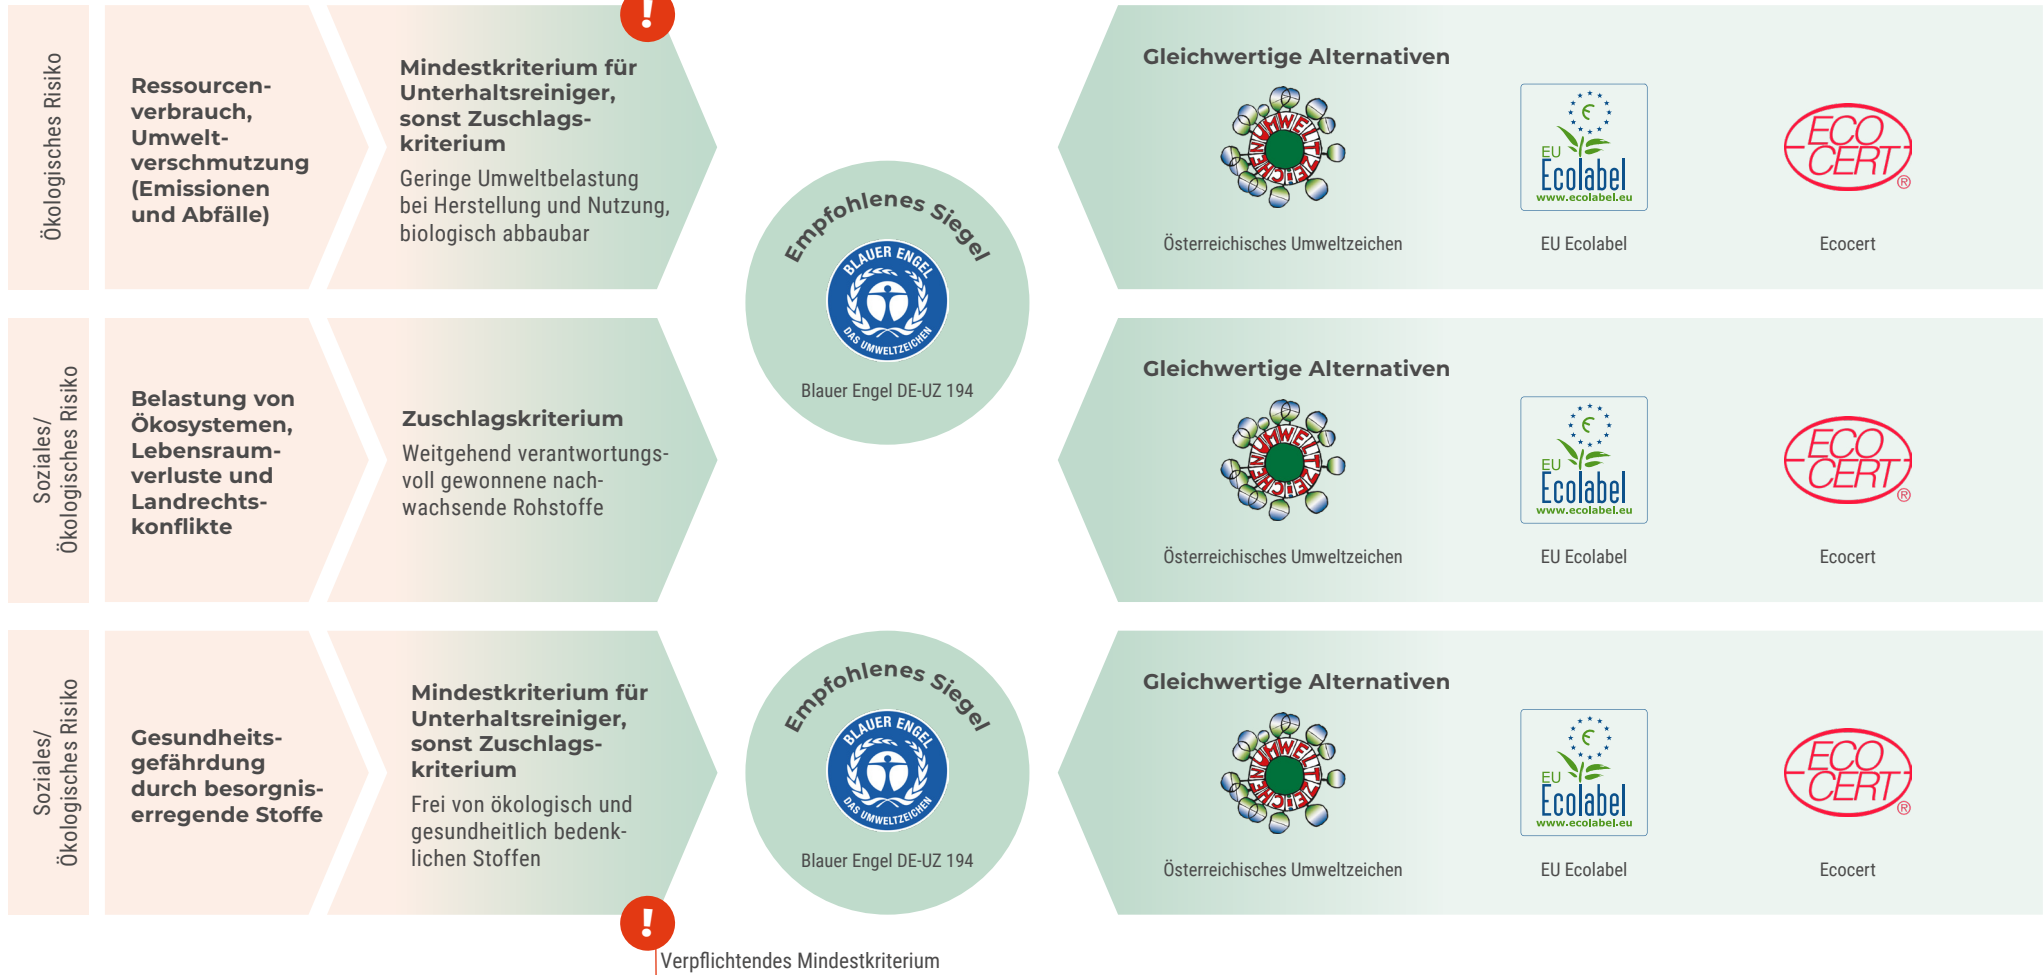 Ökologisches Risiko
Ressourcen-
verbrauch,
Umwelt-
verschmutzung
(Emissionen
und Abfälle)
!
Mindestkriterium für
Unterhaltsreiniger,
sonst Zuschlags-
kriterium
Geringe Umweltbelastung
bei Herstellung und Nutzung,
biologisch abbaubar
Empfohlenes Siegel
BLAUER ENGEL
DAS UMWELTZEICHEN
Blauer Engel DE-UZ 194
Gleichwertige Alternativen
UMWELTZEICHEN
Österreichisches Umweltzeichen
EU
Ecolabel
www.ecolabel.eu
EU Ecolabel
ECO
CERT
®
Ecocert
Soziales/
Ökologisches Risiko
Belastung von
Ökosystemen,
Lebensraum-
verluste und
Landrechts-
konflikte
Zuschlagskriterium
Weitgehend verantwortungs-
voll gewonnene nach-
wachsende Rohstoffe
Gleichwertige Alternativen
UMWELTZEICHEN
Österreichisches Umweltzeichen
EU
Ecolabel
www.ecolabel.eu
EU Ecolabel
ECO
CERT
®
Ecocert
Soziales/
Ökologisches Risiko
Gesundheits-
gefährdung
durch besorgnis-
erregende Stoffe
Mindestkriterium für
Unterhaltsreiniger,
sonst Zuschlags-
kriterium
Frei von ökologisch und
gesundheitlich bedenk-
lichen Stoffen
Empfohlenes Siegel
BLAUER ENGEL
DAS UMWELTZEICHEN
Blauer Engel DE-UZ 194
Gleichwertige Alternativen
UMWELTZEICHEN
Österreichisches Umweltzeichen
EU
Ecolabel
www.ecolabel.eu
EU Ecolabel
ECO
CERT
®
Ecocert
!
Verpflichtendes Mindestkriterium